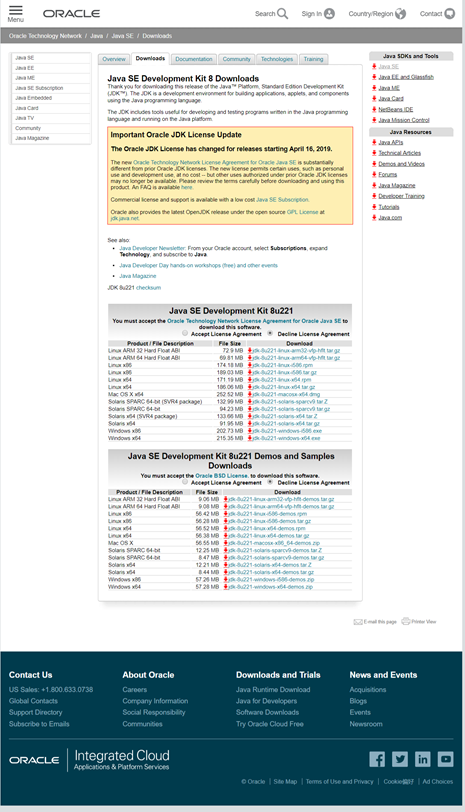 Menu
ORACLE
Search
Sign In
Country/Region
Contact
Oracle Technology Network / Java / Java SE / Downloads
Java SE
Java EE
Java ME
Java SE Subscription
Java Embedded
Java Card
Java TV
Community
Java Magazine
Overview
Downloads
Documentation
Community
Technologies
Training
Java SE Development Kit 8 Downloads
Thank you for downloading this release of the Java™ Platform, Standard Edition Development Kit
(JDK™). The JDK is a development environment for building applications, applets, and components
using the Java programming language.
The JDK includes tools useful for developing and testing programs written in the Java programming
language and running on the Java platform.
Important Oracle JDK License Update
The Oracle JDK License has changed for releases starting April 16, 2019.
The new Oracle Technology Network License Agreement for Oracle Java SE is substantially
different from prior Oracle JDK licenses. The new license permits certain uses, such as personal
use and development use, at no cost -- but other uses authorized under prior Oracle JDK licenses
may no longer be available. Please review the terms carefully before downloading and using this
product. An FAQ is available here.
Commercial license and support is available with a low cost Java SE Subscription.
Oracle also provides the latest OpenJDK release under the open source GPL License at
jdk.java.net.
See also:
• Java Developer Newsletter: From your Oracle account, select Subscriptions, expand
Technology, and subscribe to Java.
• Java Developer Day hands-on workshops (free) and other events
• Java Magazine
JDK 8u221 checksum
Java SE Development Kit 8u221
You must accept the Oracle Technology Network License Agreement for Oracle Java SE to
download this software.
Accept License Agreement Decline License Agreement
Product / File Description File Size Download
Linux ARM 32 Hard Float ABI 72.9 MB jdk-8u221-linux-arm32-vfp-hflt.tar.gz
Linux ARM 64 Hard Float ABI 69.81 MB jdk-8u221-linux-arm64-vfp-hflt.tar.gz
Linux x86 174.18 MB jdk-8u221-linux-i586.rpm
Linux x86 189.03 MB jdk-8u221-linux-i586.tar.gz
Linux x64 171.19 MB jdk-8u221-linux-x64.rpm
Linux x64 186.06 MB jdk-8u221-linux-x64.tar.gz
Mac OS X x64 252.52 MB jdk-8u221-macosx-x64.dmg
Solaris SPARC 64-bit (SVR4 package) 132.99 MB jdk-8u221-solaris-sparcv9.tar.Z
Solaris SPARC 64-bit 94.23 MB jdk-8u221-solaris-sparcv9.tar.gz
Solaris x64 (SVR4 package) 133.66 MB jdk-8u221-solaris-x64.tar.Z
Solaris x64 91.95 MB jdk-8u221-solaris-x64.tar.gz
Windows x86 202.73 MB jdk-8u221-windows-i586.exe
Windows x64 215.35 MB jdk-8u221-windows-x64.exe
Java SE Development Kit 8u221 Demos and Samples
Downloads
You must accept the Oracle BSD License. to download this software.
Accept License Agreement Decline License Agreement
Product / File Description File Size Download
Linux ARM 32 Hard Float ABI 9.06 MB jdk-8u221-linux-arm32-vfp-hflt-demos.tar.gz
Linux ARM 64 Hard Float ABI 9.08 MB jdk-8u221-linux-arm64-vfp-hflt-demos.tar.gz
Linux x86 56.42 MB jdk-8u221-linux-i586-demos.rpm
Linux x86 56.28 MB jdk-8u221-linux-i586-demos.tar.gz
Linux x64 56.52 MB jdk-8u221-linux-x64-demos.rpm
Linux x64 56.38 MB jdk-8u221-linux-x64-demos.tar.gz
Mac OS X 56.55 MB jdk-8u221-macosx-x86_64-demos.zip
Solaris SPARC 64-bit 12.25 MB jdk-8u221-solaris-sparcv9-demos.tar.Z
Solaris SPARC 64-bit 8.47 MB jdk-8u221-solaris-sparcv9-demos.tar.gz
Solaris x64 12.21 MB jdk-8u221-solaris-x64-demos.tar.Z
Solaris x64 8.44 MB jdk-8u221-solaris-x64-demos.tar.gz
Windows x86 57.26 MB jdk-8u221-windows-i586-demos.zip
Windows x64 57.28 MB jdk-8u221-windows-x64-demos.zip
Java SDKs and Tools
Java SE
Java EE and Glassfish
Java ME
Java Card
NetBeans IDE
Java Mission Control
Java Resources
Java APIs
Technical Articles
Demos and Videos
Forums
Java Magazine
Developer Training
Tutorials
Java.com
E-mail this page
Printer View
Contact Us
US Sales: +1.800.633.0738
Global Contacts
Support Directory
Subscribe to Emails
About Oracle
Careers
Company Information
Social Responsibility
Communities
Downloads and Trials
Java Runtime Download
Java for Developers
Software Downloads
Try Oracle Cloud Free
News and Events
Acquisitions
Blogs
Events
Newsroom
ORACLE
Integrated Cloud
Applications & Platform Services
© Oracle | Site Map | Terms of Use and Privacy | Cookie偏好 | Ad Choices